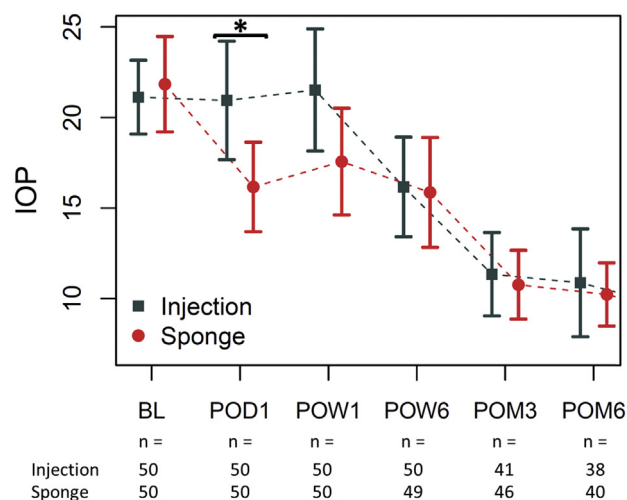 *
25
20
15
10
IOP
Injection
Sponge
BL POD1 POW1 POW6 POM3 POM6
n = n = n = n = n = n =
Injection 50 50 50 50 41 38
Sponge 50 50 50 49 46 40